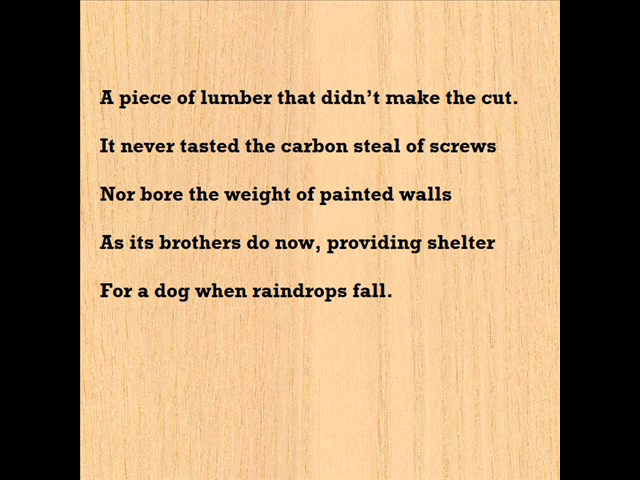 A piece of lumber that didn’t make the cut.
It never tasted the carbon steal of screws
Nor bore the weight of painted walls
As its brothers do now, providing shelter
For a dog when raindrops fall.